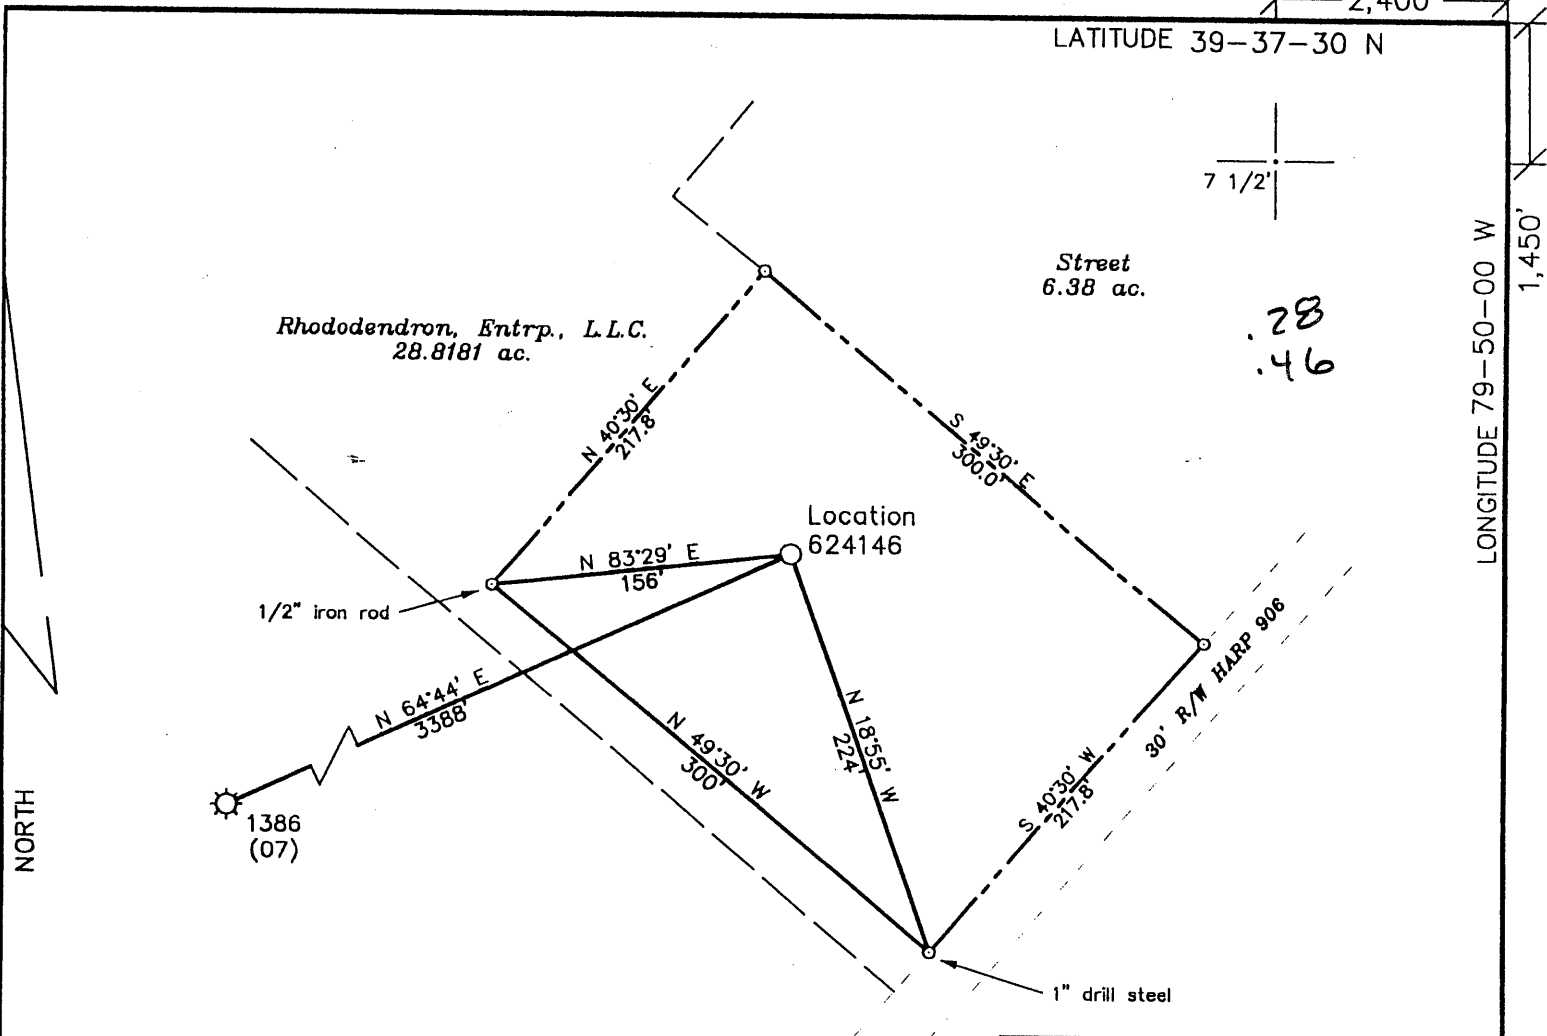 2,400
LATITUDE 39-37-30 N
7 1/2'
LONGITUDE 79-50-00 W
1,450'
Street
6.38 ac.
.28
.46
Rhododendron, Entrp., L.L.C.
28.8181 ac.
N 40°30' E
217.8'
S 49°30' E
300.0'
Location
624146
N 83°29' E
156'
1/2" iron rod
N 64°44' E
3388'
N 49°30' W
300'
N 18°55' W
224'
30' R/W HARP 906
S 40°30' W
217.8'
1386
(07)
NORTH
1" drill steel